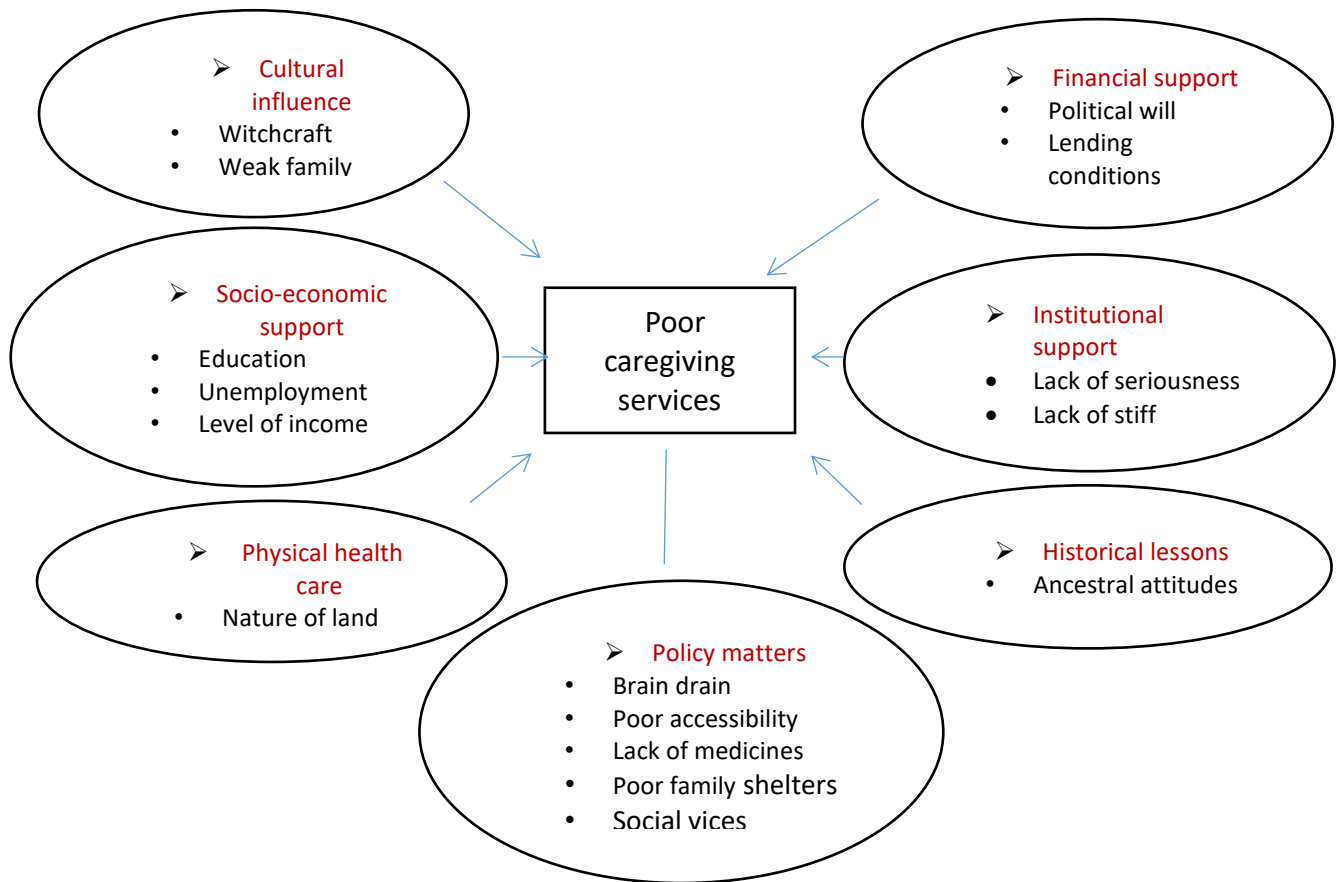 ➢ Cultural
influence
• Witchcraft
• Weak family
➢ Financial support
• Political will
• Lending
conditions
➢ Socio-economic
support
• Education
• Unemployment
• Level of income
Poor
caregiving
services
➢ Institutional
support
● Lack of seriousness
● Lack of stiff
➢ Physical health
care
• Nature of land
➢ Historical lessons
• Ancestral attitudes
➢ Policy matters
• Brain drain
• Poor accessibility
• Lack of medicines
• Poor family shelters
• Social vices